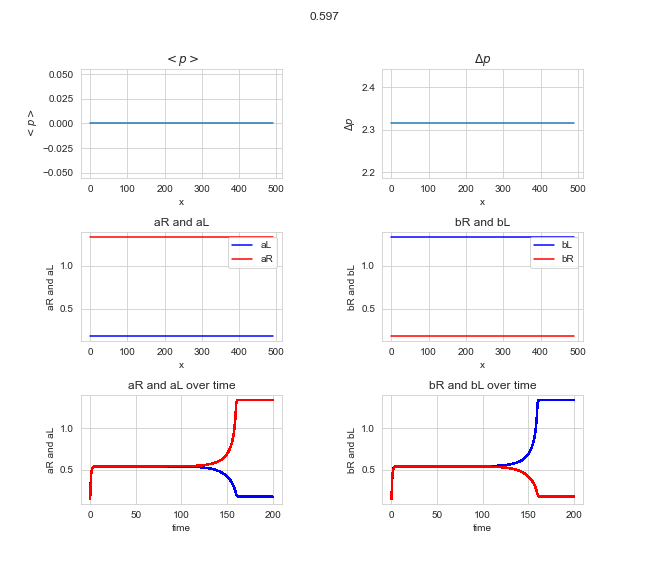 0.597
< p >
Δp
0.050
0.025
0.000
−0.025
−0.050
< p >
0 100 200 300 400 500
x
2.4
2.3
2.2
Δp
0 100 200 300 400 500
x
aR and aL
bR and bL
1.0
0.5
aR and aL
aL
aR
0 100 200 300 400 500
x
1.0
0.5
bR and bL
bL
bR
0 100 200 300 400 500
x
aR and aL over time
bR and bL over time
1.0
0.5
aR and aL
0 50 100 150 200
time
1.0
0.5
bR and bL
0 50 100 150 200
time